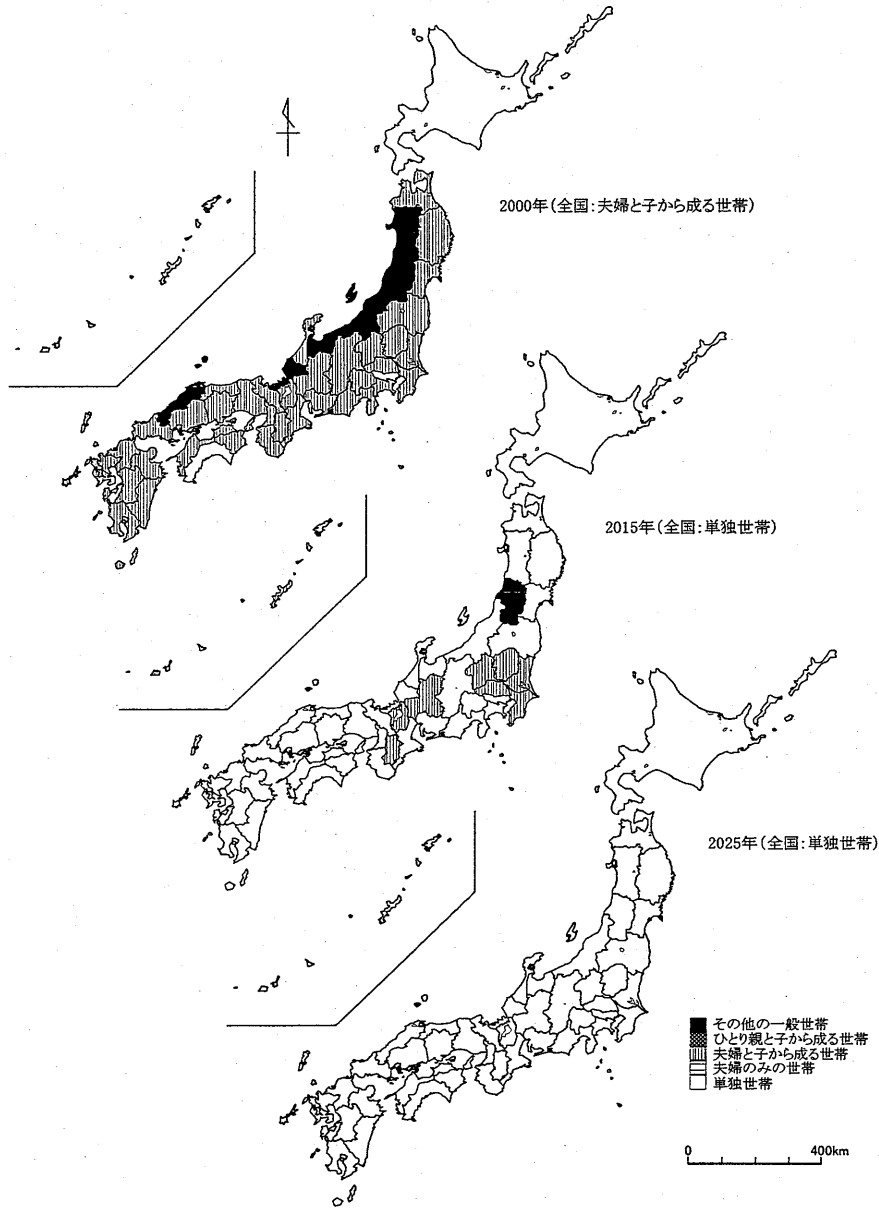 2000年(全国:夫婦と子から成る世帯)
2015年(全国:単独世帯)
2025年(全国:単独世帯)
その他の一般世帯
ひとり親と子から成る世帯
夫婦と子から成る世帯
夫婦のみの世帯
単独世帯
0 400km